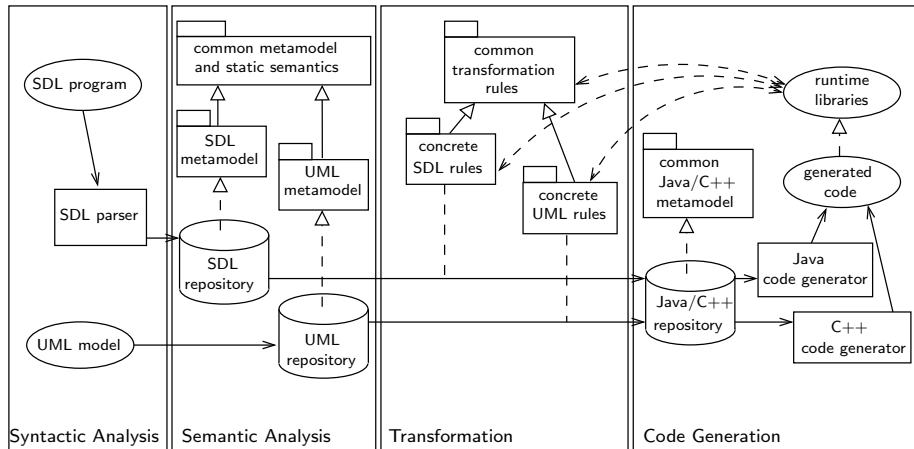 SDL program
SDL parser
UML model
Syntactic Analysis
common metamodel
and static semantics
SDL
metamodel
UML
metamodel
SDL
repository
UML
repository
Semantic Analysis
common
transformation
rules
concrete
SDL rules
concrete
UML rules
Transformation
runtime
libraries
common
Java/C++
metamodel
generated
code
Java/C++
repository
Java
code generator
C++
code generator
Code Generation